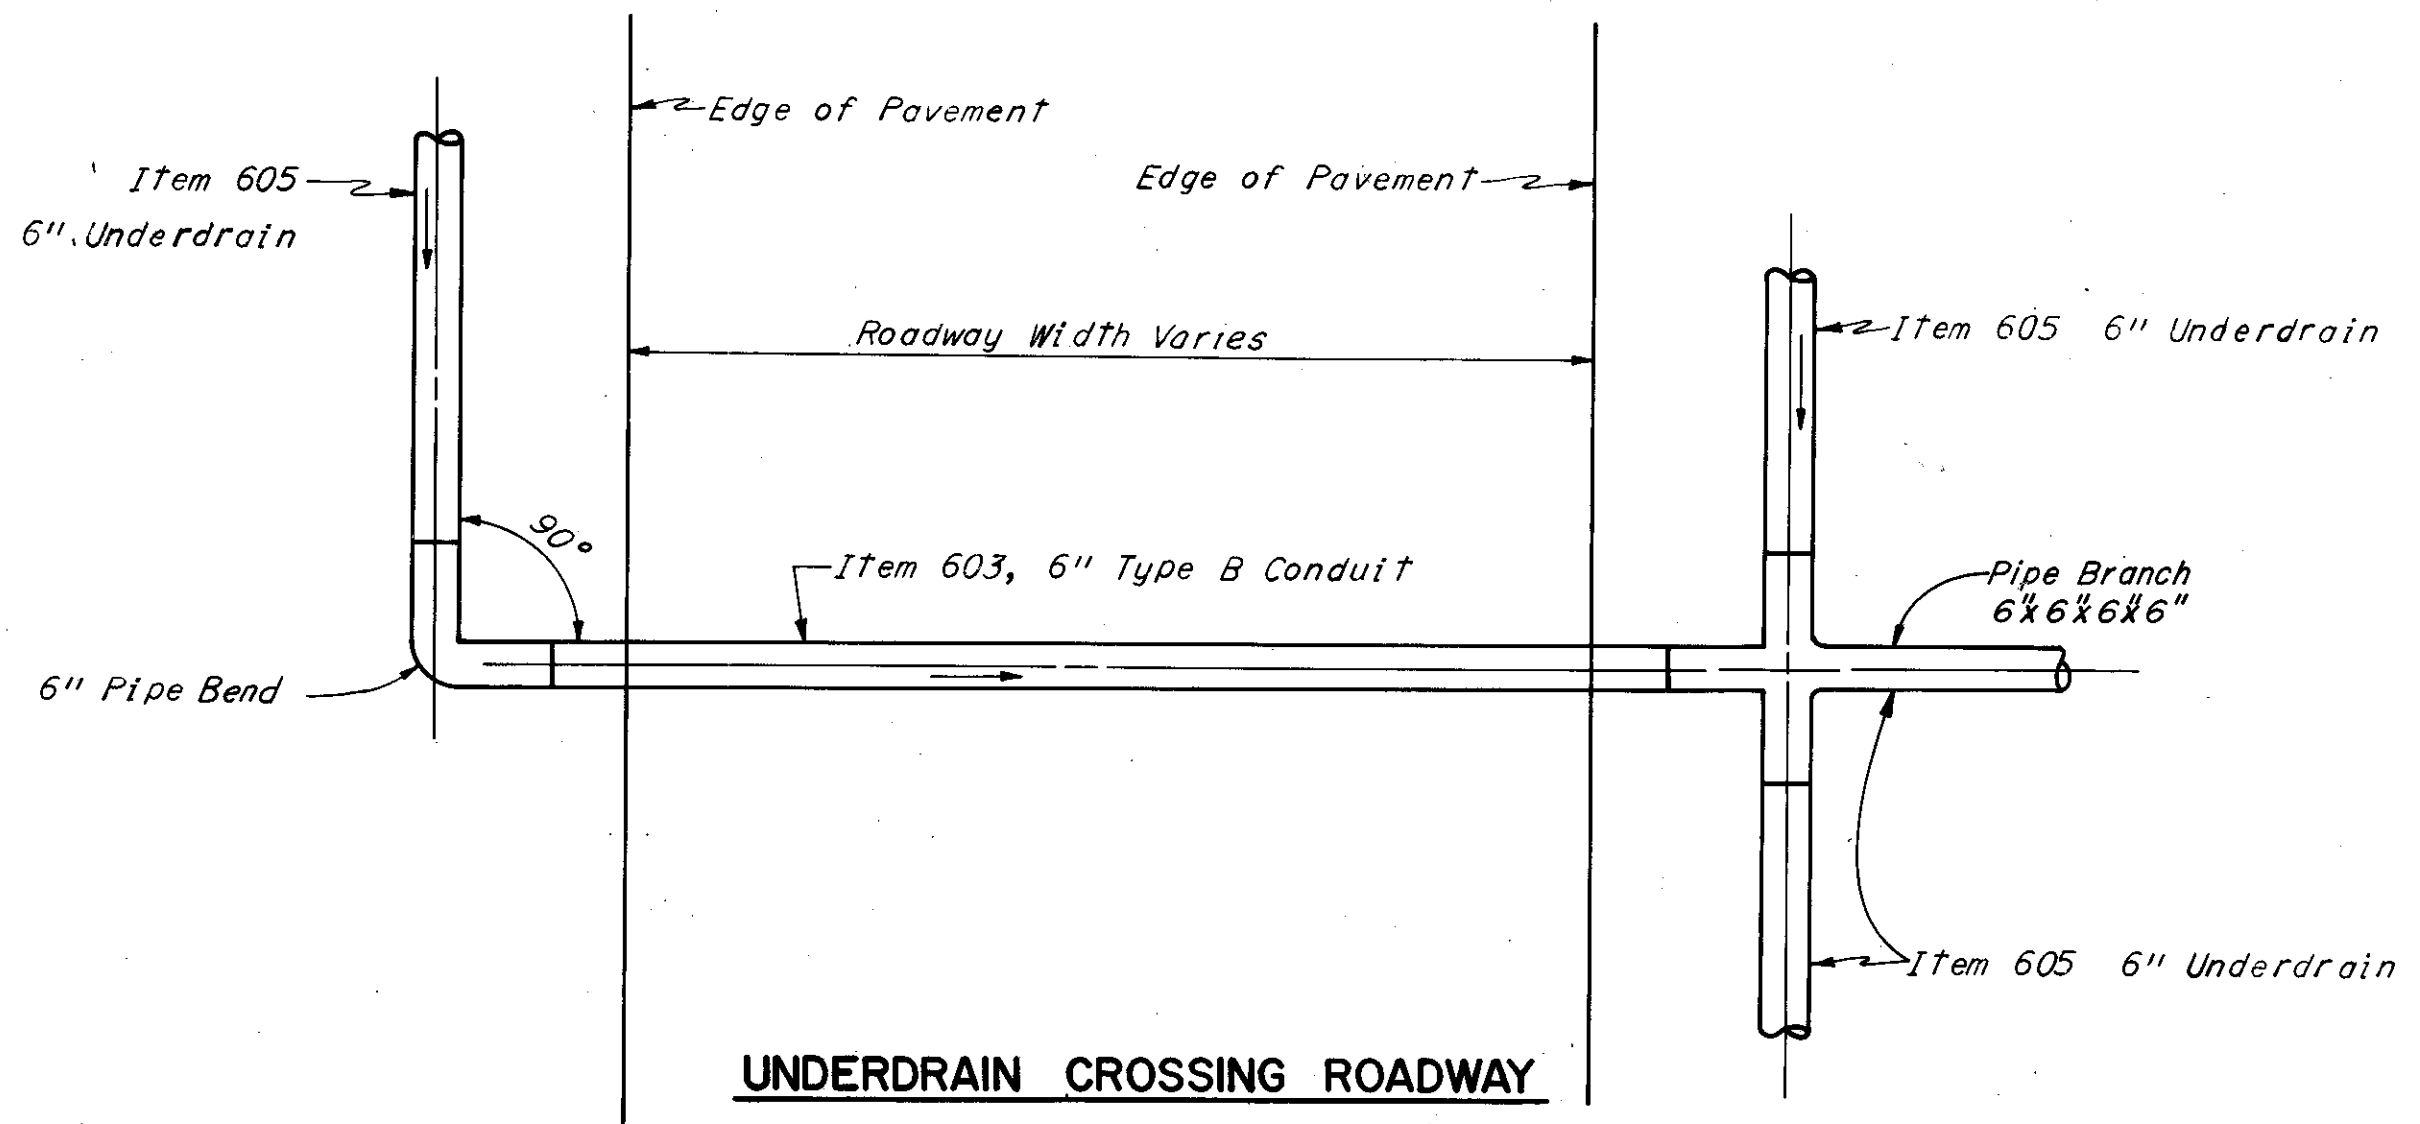 Edge of Pavement
Item 605
6" Underdrain
Edge of Pavement
Roadway Width Varies
Item 605 6" Underdrain
90°
Item 603, 6" Type B Conduit
Pipe Branch
6"x6"x6"x6"
6" Pipe Bend
Item 605 6" Underdrain
UNDERDRAIN CROSSING ROADWAY